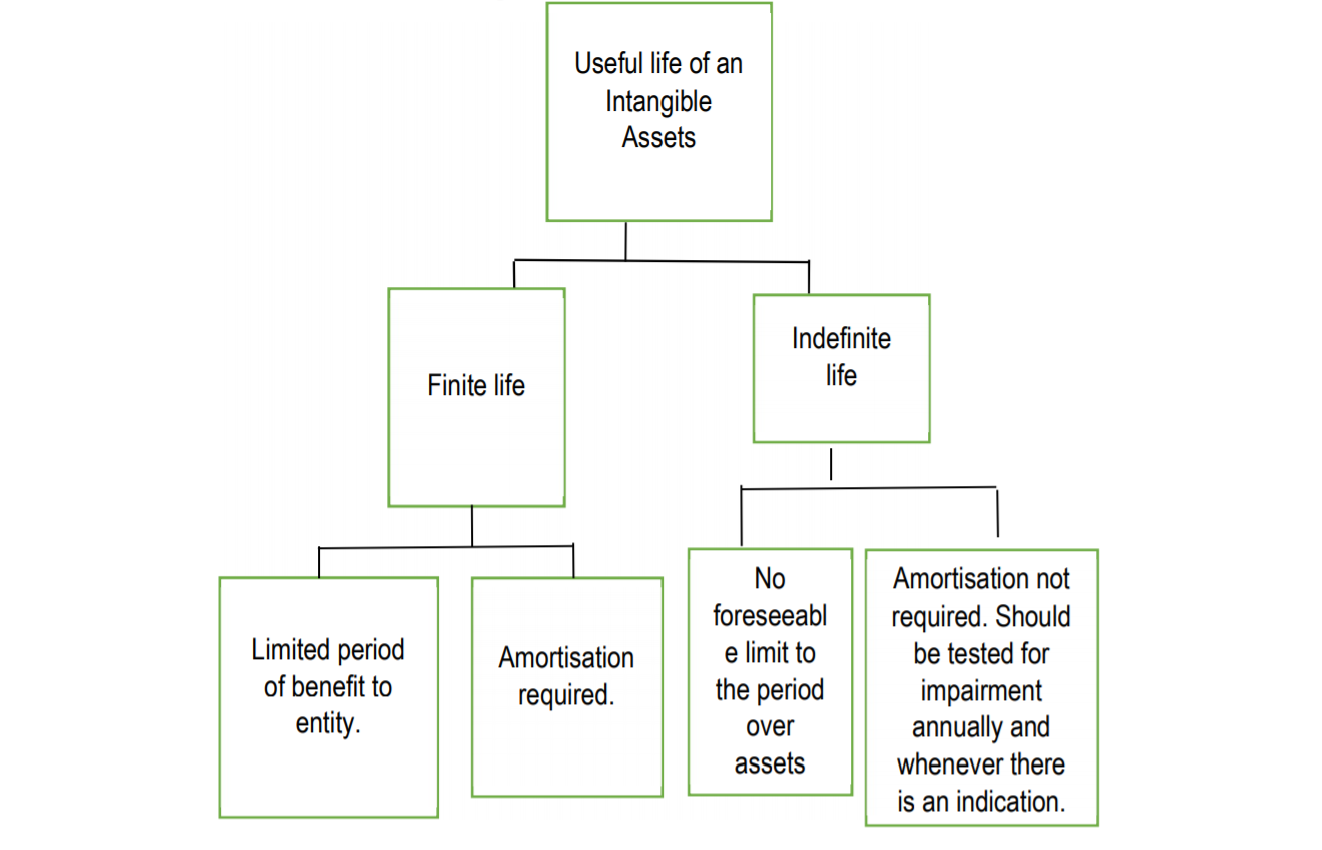 Useful life of an
Intangible
Assets
Finite life
Indefinite
life
Limited period
of benefit to
entity.
Amortisation
required.
No
foreseeabl
e limit to
the period
over
assets
Amortisation not
required. Should
be tested for
impairment
annually and
whenever there
is an indication.